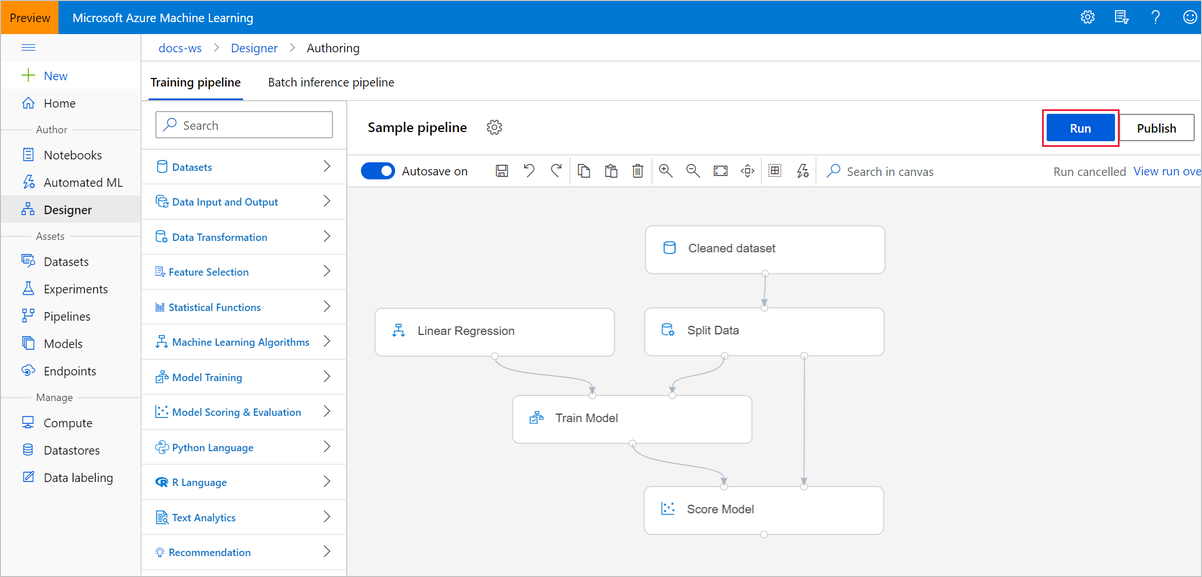 Preview Microsoft Azure Machine Learning
docs-ws > Designer > Authoring
New
Home
Author
Notebooks
Automated ML
Designer
Assets
Datasets
Experiments
Pipelines
Models
Endpoints
Manage
Compute
Datastores
Data labeling
Training pipeline Batch inference pipeline
Search
Datasets
Data Input and Output
Data Transformation
Feature Selection
Statistical Functions
Machine Learning Algorithms
Model Training
Model Scoring & Evaluation
Python Language
R Language
Text Analytics
Recommendation
Sample pipeline Run Publish
Autosave on Search in canvas Run cancelled View run ove
Cleaned dataset
Linear Regression Split Data
Train Model
Score Model